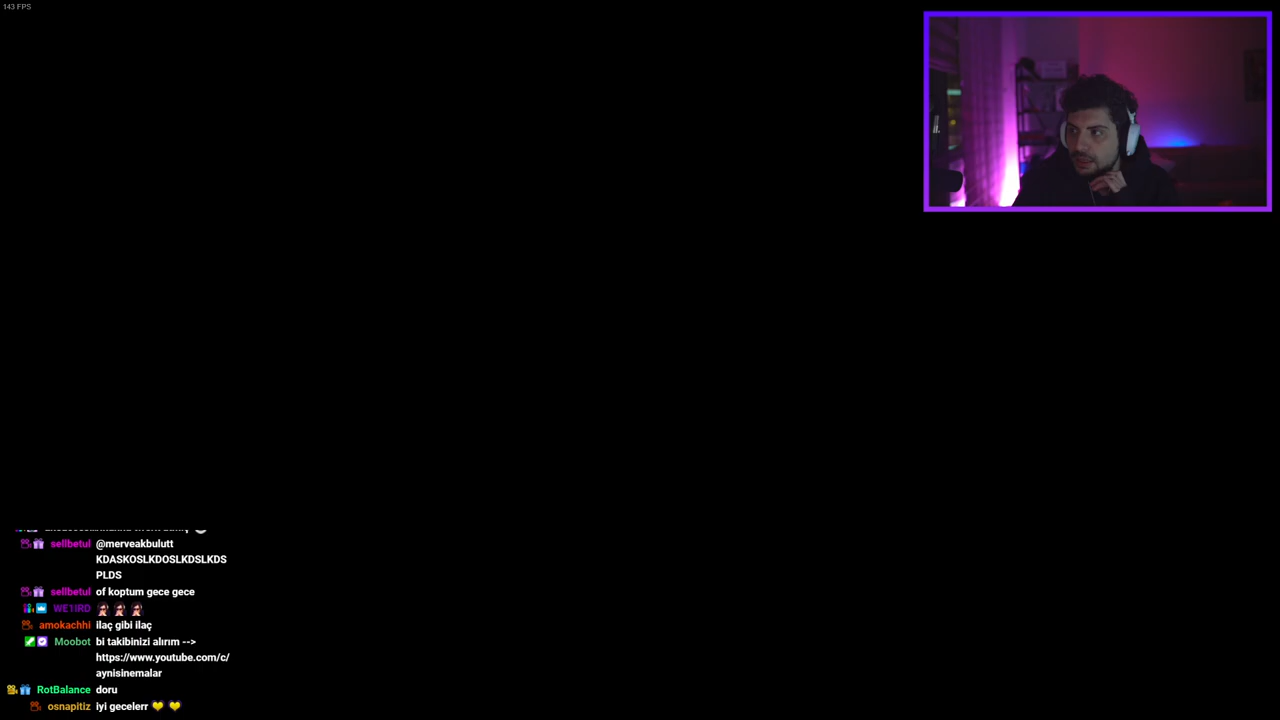 143 FPS
sellbetul @merveakbulutt
KDASKOSLKDOSLKDSLKDS
PLDS
sellbetul of koptum gece gece
WE1IRD
amokachhi ilaç gibi ilaç
Moobot bi takibinizi alırım -->
https://www.youtube.com/c/
aynisinemalar
RotBalance doru
osnapitiz iyi gecelerr 💛 💛